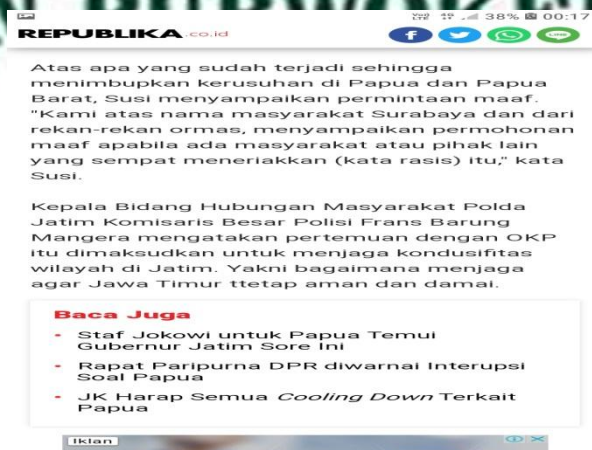 38% 00:17
REPUBLIKA.co.id
Atas apa yang sudah terjadi sehingga
menimbupkan kerusuhan di Papua dan Papua
Barat, Susi menyampaikan permintaan maaf.
"Kami atas nama masyarakat Surabaya dan dari
rekan-rekan ormas, menyampaikan permohonan
maaf apabila ada masyarakat atau pihak lain
yang sempat meneriakkan (kata rasis) itu," kata
Susi.
Kepala Bidang Hubungan Masyarakat Polda
Jatim Komisaris Besar Polisi Frans Barung
Mangera mengatakan pertemuan dengan OKP
itu dimaksudkan untuk menjaga kondusifitas
wilayah di Jatim. Yakni bagaimana menjaga
agar Jawa Timur ttetap aman dan damai.
Baca Juga
• Staf Jokowi untuk Papua Temui
Gubernur Jatim Sore Ini
• Rapat Paripurna DPR diwarnai Interupsi
Soal Papua
• JK Harap Semua Cooling Down Terkait
Papua
Iklan